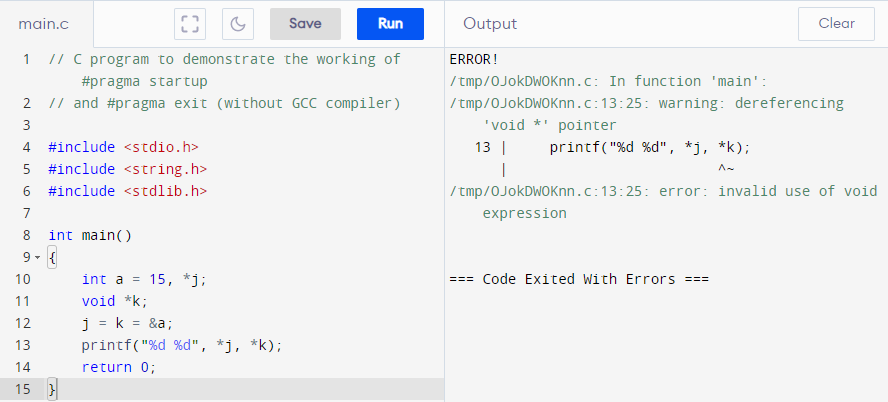 main.c
Save
Run
Output
Clear
1 // C program to demonstrate the working of
#pragma startup
2 // and #pragma exit (without GCC compiler)
3
4 #include <stdio.h>
5 #include <string.h>
6 #include <stdlib.h>
7
8 int main()
9 {
10 int a = 15, *j;
11 void *k;
12 j = k = &a;
13 printf("%d %d", *j, *k);
14 return 0;
15 }
ERROR!
/tmp/OJokDWOKnn.c: In function 'main':
/tmp/OJokDWOKnn.c:13:25: warning: dereferencing
'void *' pointer
13 | printf("%d %d", *j, *k);
| ^~
/tmp/OJokDWOKnn.c:13:25: error: invalid use of void
expression
=== Code Exited With Errors ===